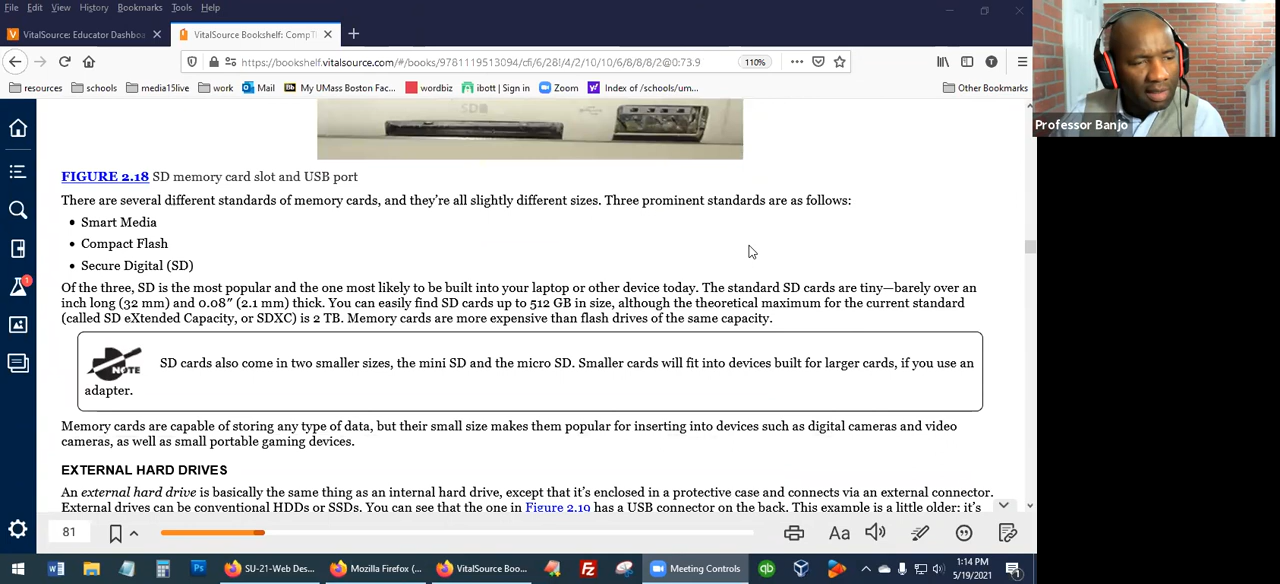 File Edit View History Bookmarks Tools Help
VitalSource: Educator Dashboa
VitalSource Bookshelf: CompTI
https://bookshelf.vitalsource.com/#/books/9781119513094/cfi/6/28!/4/2/10/10/6/8/8/8/2@0:73.9
110%
resources schools media15live work Mail My UMass Boston Fac... wordbiz ibott | Sign in Zoom Index of /schools/um...
Other Bookmarks
Professor Banjo
FIGURE 2.18 SD memory card slot and USB port
There are several different standards of memory cards, and they're all slightly different sizes. Three prominent standards are as follows:
• Smart Media
• Compact Flash
• Secure Digital (SD)
Of the three, SD is the most popular and the one most likely to be built into your laptop or other device today. The standard SD cards are tiny—barely over an
inch long (32 mm) and 0.08″ (2.1 mm) thick. You can easily find SD cards up to 512 GB in size, although the theoretical maximum for the current standard
(called SD eXtended Capacity, or SDXC) is 2 TB. Memory cards are more expensive than flash drives of the same capacity.
NOTE SD cards also come in two smaller sizes, the mini SD and the micro SD. Smaller cards will fit into devices built for larger cards, if you use an
adapter.
Memory cards are capable of storing any type of data, but their small size makes them popular for inserting into devices such as digital cameras and video
cameras, as well as small portable gaming devices.
EXTERNAL HARD DRIVES
An external hard drive is basically the same thing as an internal hard drive, except that it's enclosed in a protective case and connects via an external connector.
External drives can be conventional HDDs or SSDs. You can see that the one in Figure 2.19 has a USB connector on the back. This example is a little older: it's
81
Aa
SU-21-Web Des... Mozilla Firefox (... VitalSource Boo... Meeting Controls
1:14 PM
5/19/2021